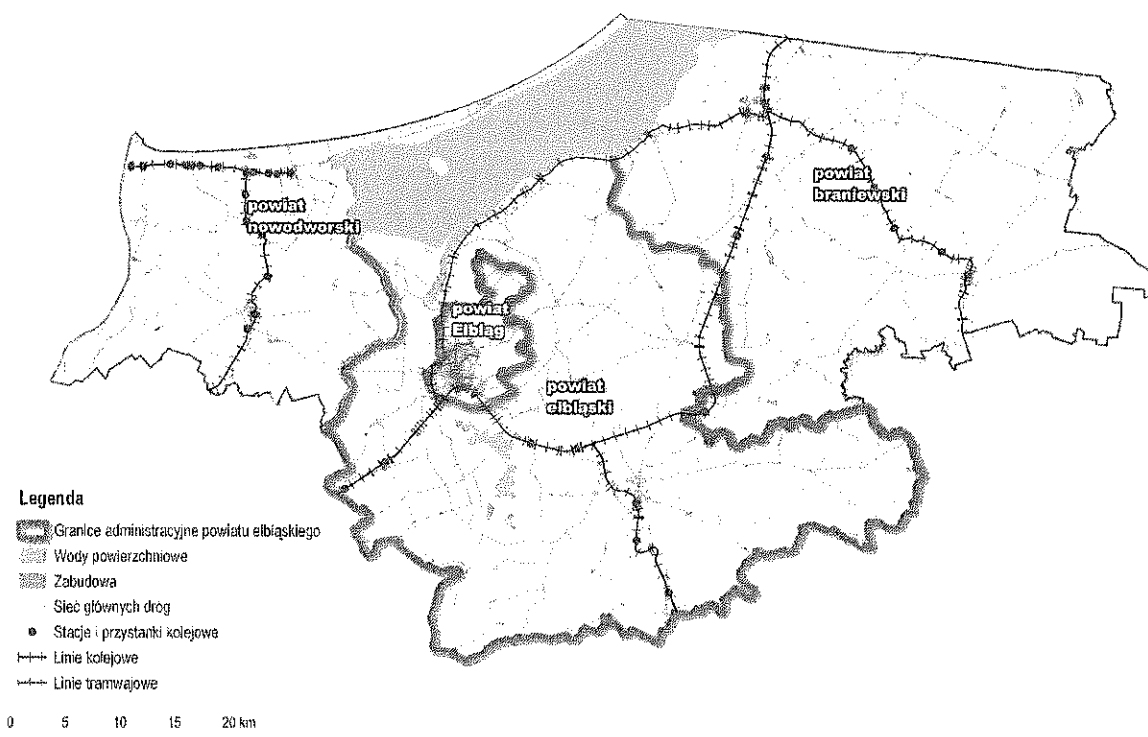 powiat
nowodworski
powiat
braniewski
powiat
Elbląg
powiat
elbląski
Legenda
Granice administracyjne powiatu elbląskiego
Wody powierzchniowe
Zabudowa
Sieć głównych dróg
Stacje i przystanki kolejowe
Linie kolejowe
Linie tramwajowe
0 5 10 15 20 km